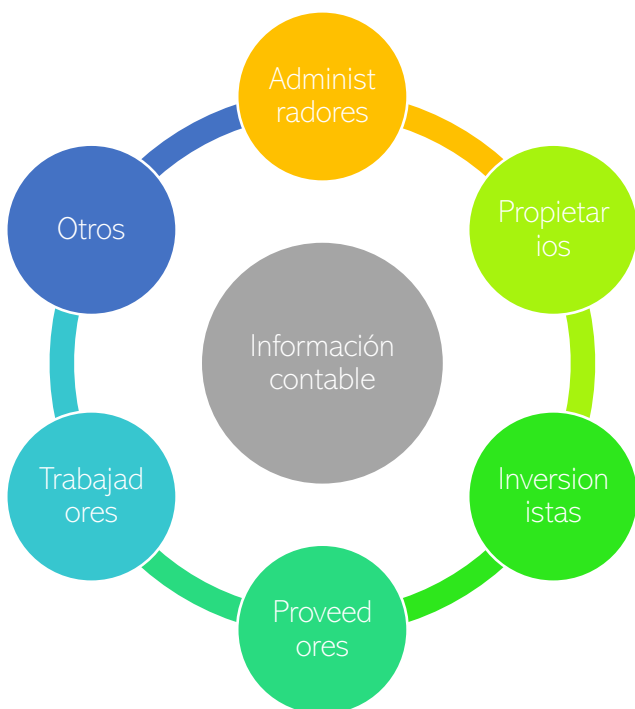 Administ
radores
Propietar
ios
Inversion
istas
Proveed
ores
Trabajad
ores
Otros
Información
contable